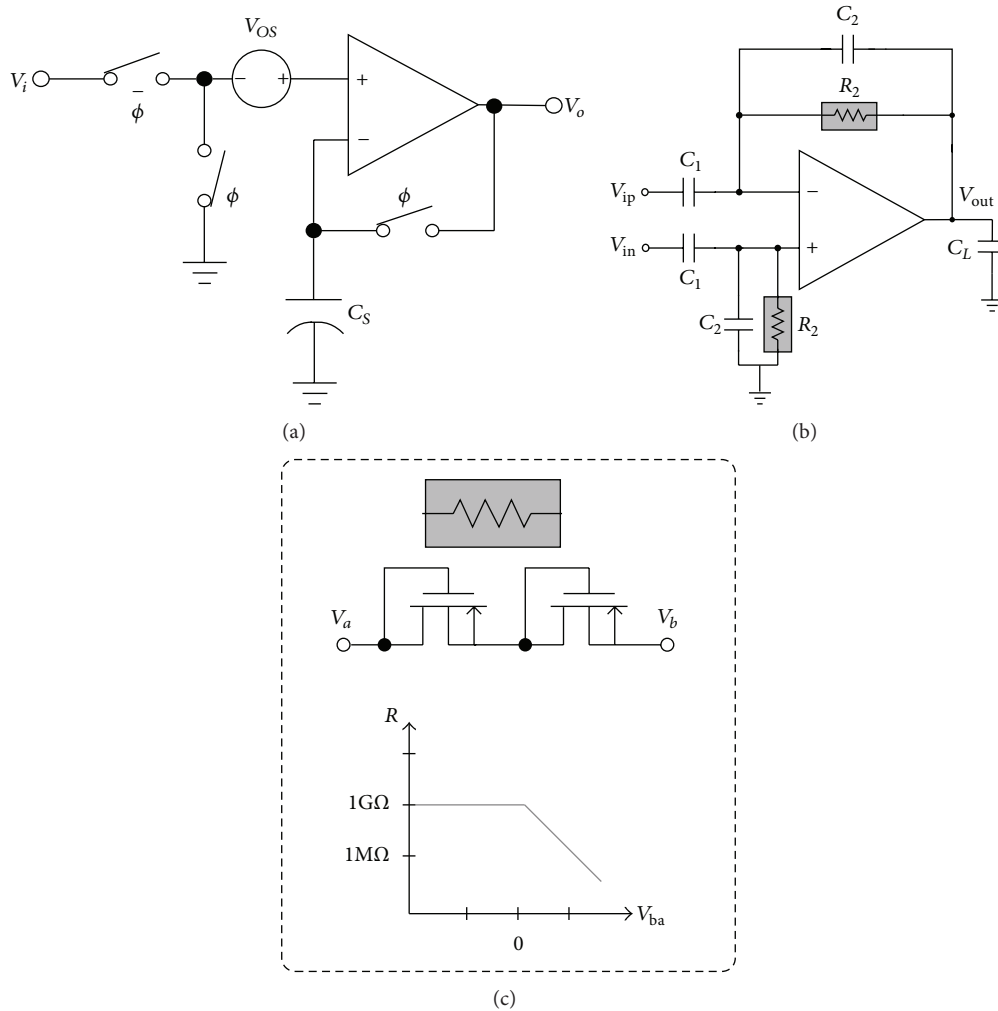 V_OS
V_i
+
−
− +
ϕ̄
ϕ
ϕ
V_o
C_S
(a)
C_2
R_2
C_1
V_ip
−
V_out
V_in
+
C_1
C_L
C_2
R_2
(b)
V_a
V_b
R
1GΩ
1MΩ
V_ba
0
(c)